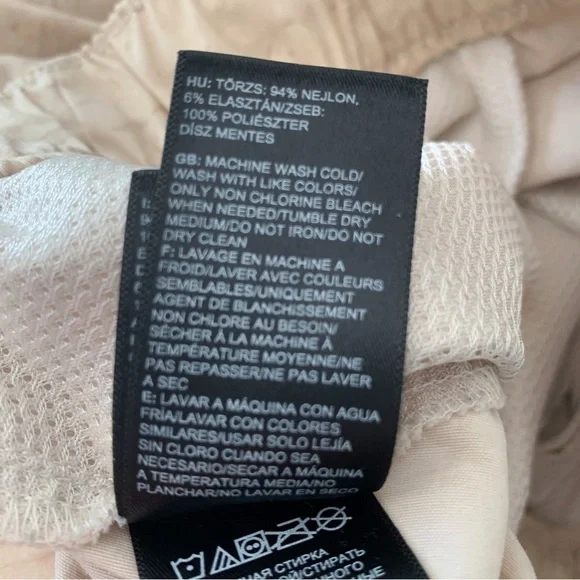 HU: TÖRZS: 94% NEJLON,
6% ELASZTÁN/ZSEB:
100% POLIÉSZTER
DÍSZ MENTES
GB: MACHINE WASH COLD/
WASH WITH LIKE COLORS/
ONLY NON CHLORINE BLEACH
WHEN NEEDED/TUMBLE DRY
MEDIUM/DO NOT IRON/DO NOT
DRY CLEAN
F: LAVAGE EN MACHINE A
FROID/LAVER AVEC COULEURS
SEMBLABLES/UNIQUEMENT
AGENT DE BLANCHISSEMENT
NON CHLORE AU BESOIN/
SÉCHER À LA MACHINE À
TEMPÉRATURE MOYENNE/NE
PAS REPASSER/NE PAS LAVER
A SEC
E: LAVAR A MÁQUINA CON AGUA
FRÍA/LAVAR CON COLORES
SIMILARES/USAR SOLO LEJÍA
SIN CLORO CUANDO SEA
NECESARIO/SECAR A MÁQUINA
A TEMPERATURA MEDIA/NO
PLANCHAR/NO LAVAR EN SECO
СТИРКА